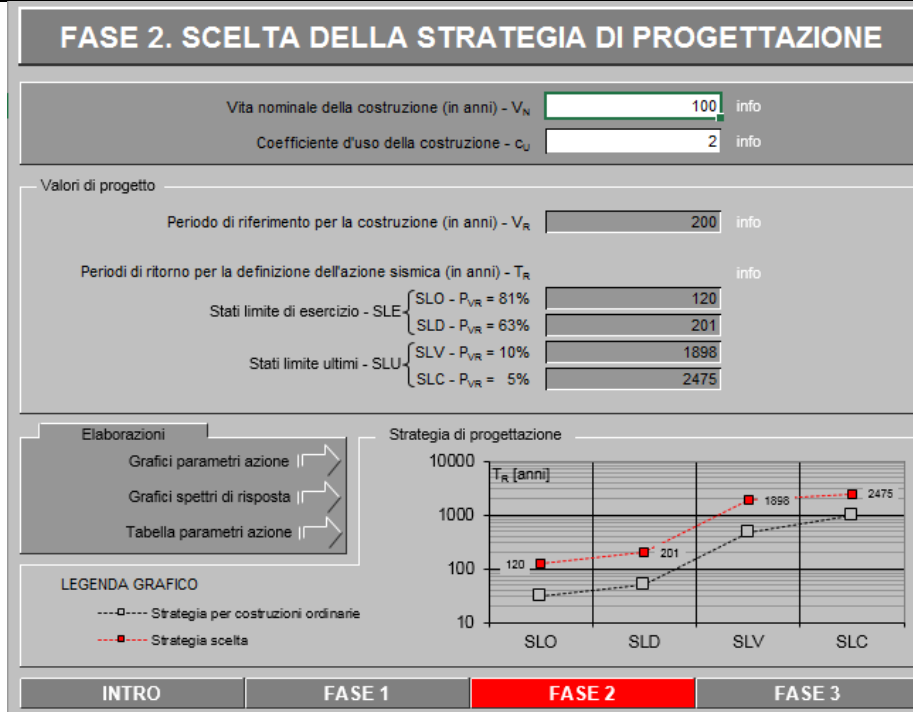 FASE 2. SCELTA DELLA STRATEGIA DI PROGETTAZIONE
Vita nominale della costruzione (in anni) - VN 100 info
Coefficiente d'uso della costruzione - cU 2 info
Valori di progetto
Periodo di riferimento per la costruzione (in anni) - VR 200 info
Periodi di ritorno per la definizione dell'azione sismica (in anni) - TR info
Stati limite di esercizio - SLE
SLO - PVR = 81% 120
SLD - PVR = 63% 201
Stati limite ultimi - SLU
SLV - PVR = 10% 1898
SLC - PVR = 5% 2475
Elaborazioni
Grafici parametri azione
Grafici spettri di risposta
Tabella parametri azione
LEGENDA GRAFICO
Strategia per costruzioni ordinarie
Strategia scelta
Strategia di progettazione
TR [anni]
10000
1000
100
10
120
201
1898
2475
SLO SLD SLV SLC
INTRO FASE 1 FASE 2 FASE 3